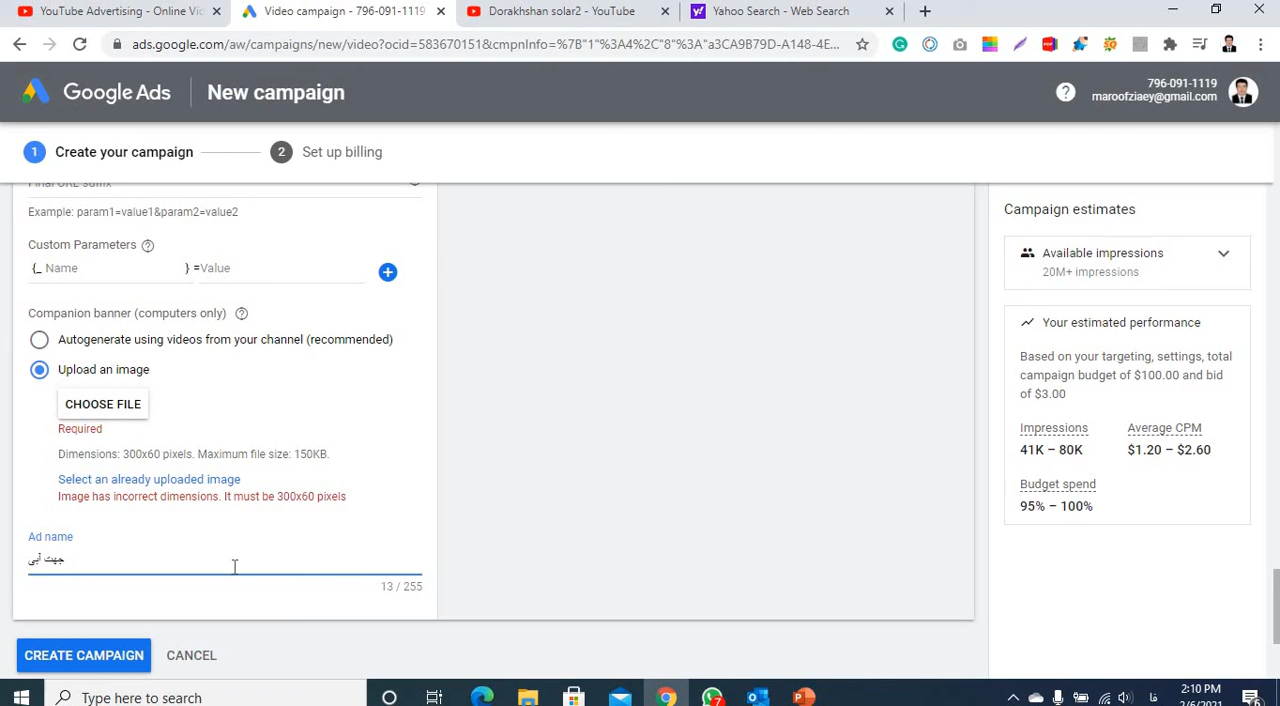 YouTube Advertising - Online Vid
Video campaign - 796-091-1119
Dorakhshan solar2 - YouTube
Yahoo Search - Web Search
ads.google.com/aw/campaigns/new/video?ocid=583670151&cmpnInfo=%7B"1"%3A4%2C"8"%3A"a3CA9B79D-A148-4E...
Google Ads
New campaign
796-091-1119
maroofziaey@gmail.com
1 Create your campaign
2 Set up billing
Final URL suffix
Example: param1=value1&param2=value2
Custom Parameters
{_ Name } = Value
Companion banner (computers only)
Autogenerate using videos from your channel (recommended)
Upload an image
CHOOSE FILE
Required
Dimensions: 300x60 pixels. Maximum file size: 150KB.
Select an already uploaded image
Image has incorrect dimensions. It must be 300x60 pixels
Ad name
جهت آبی
13 / 255
CREATE CAMPAIGN
CANCEL
Campaign estimates
Available impressions
20M+ impressions
Your estimated performance
Based on your targeting, settings, total
campaign budget of $100.00 and bid
of $3.00
Impressions
Average CPM
41K – 80K
$1.20 – $2.60
Budget spend
95% – 100%
Type here to search
7
فا
2:10 PM
2/6/2021